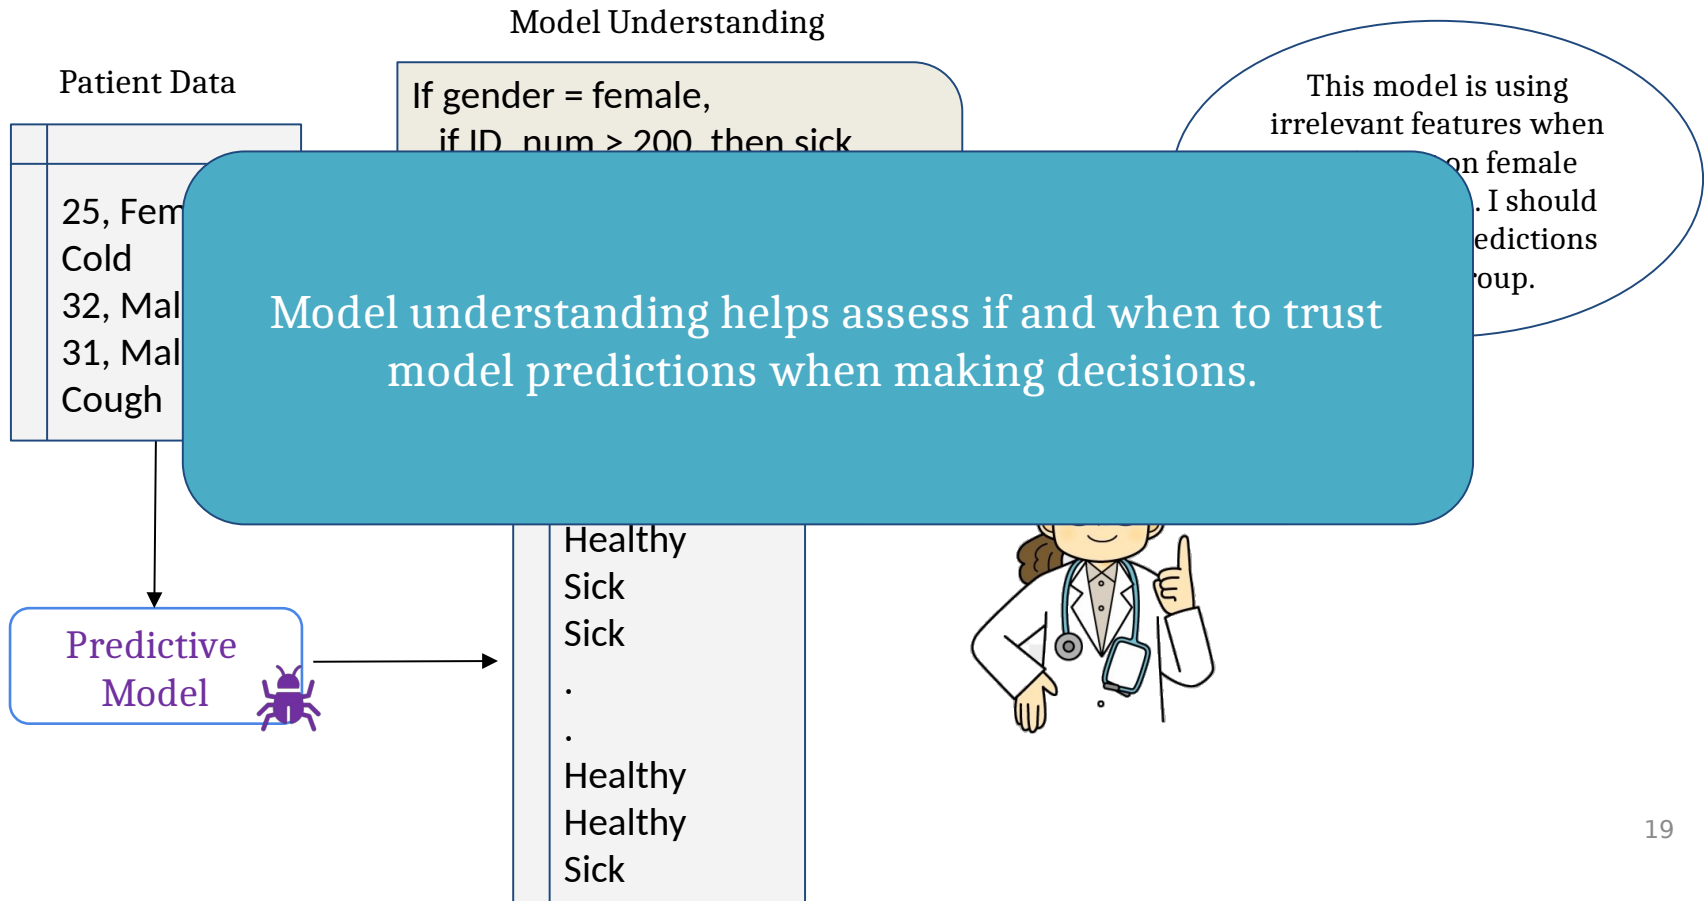 Model Understanding
Patient Data
If gender = female,
if ID_num > 200, then sick
This model is using
irrelevant features when
on female
. I should
25, Fem
Cold
32, Mal
31, Mal
Cough
Model understanding helps assess if and when to trust
model predictions when making decisions.
Healthy
Sick
Sick
.
.
Healthy
Healthy
Sick
Predictive
Model
19